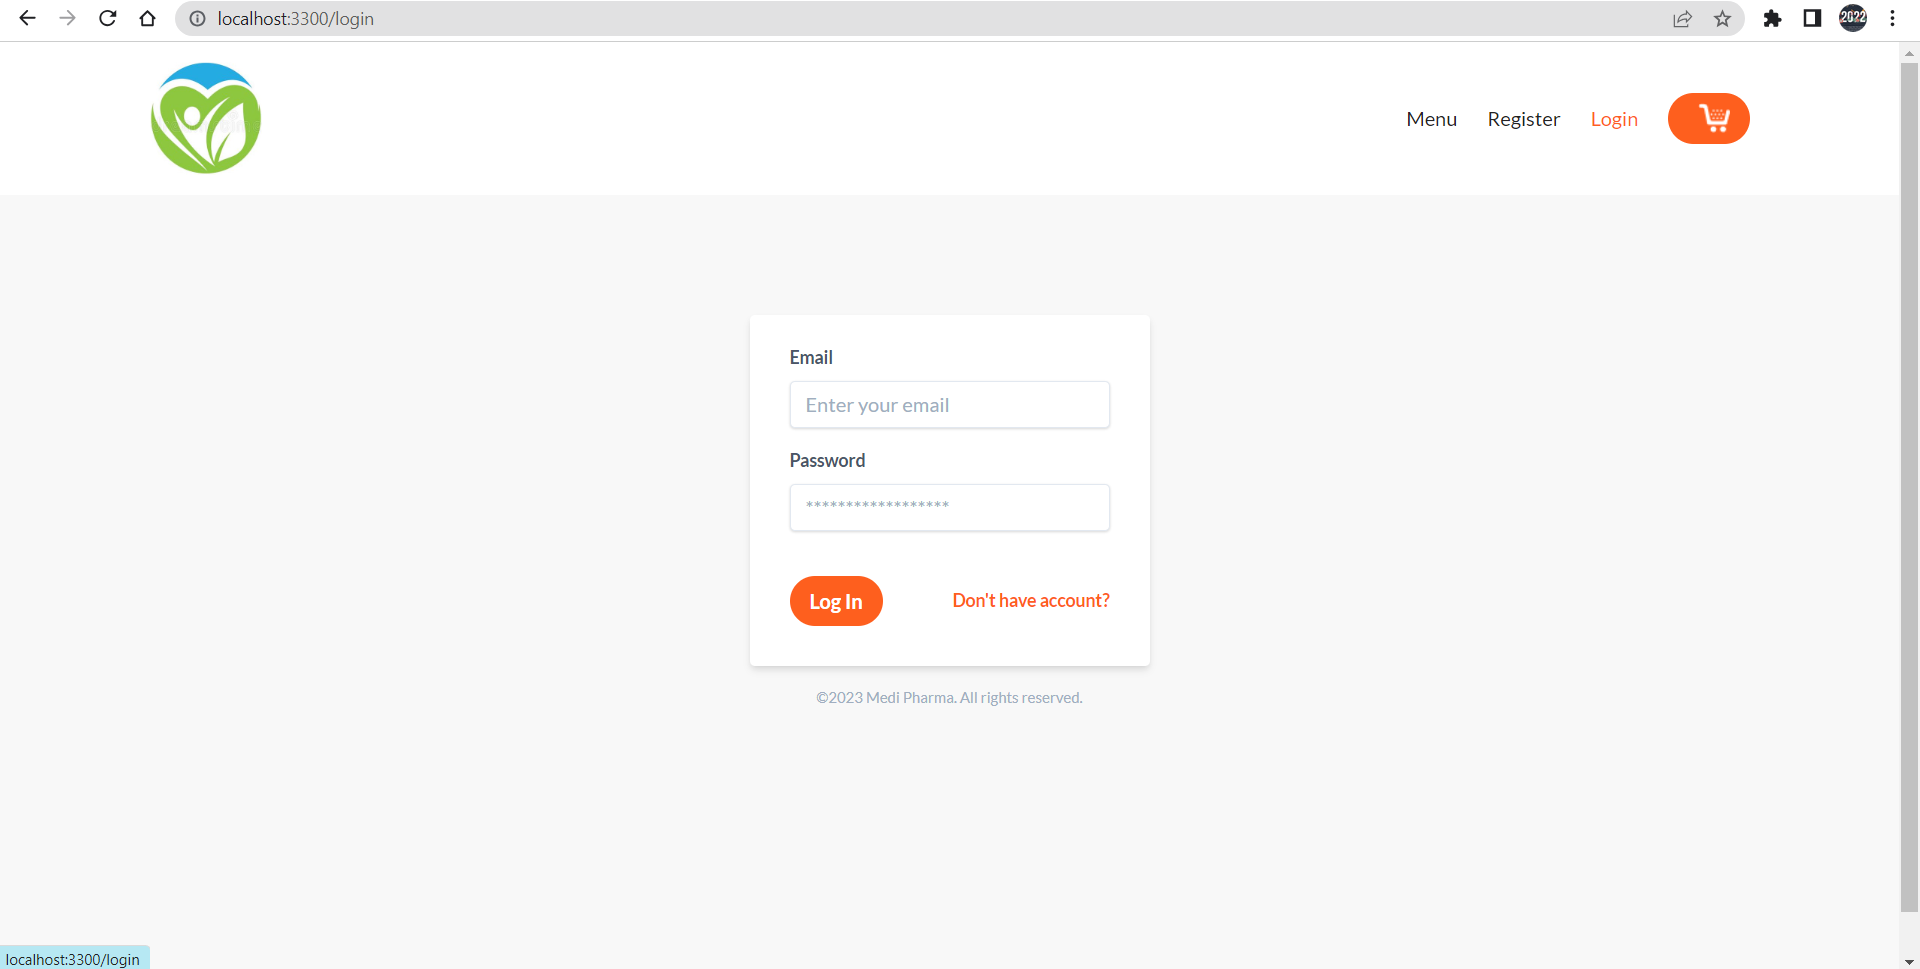 localhost:3300/login
2022
Menu Register Login
Email
Enter your email
Password
******************
Log In Don't have account?
©2023 Medi Pharma. All rights reserved.
localhost:3300/login